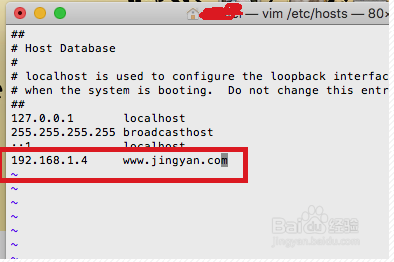 — vim /etc/hosts — 80×
##
# Host Database
#
# localhost is used to configure the loopback interfac
# when the system is booting. Do not change this entr
##
127.0.0.1 localhost
255.255.255.255 broadcasthost
::1 localhost
192.168.1.4 www.jingyan.com
~
~
~
~
~
Baidu 经验
jingyan.baidu.com